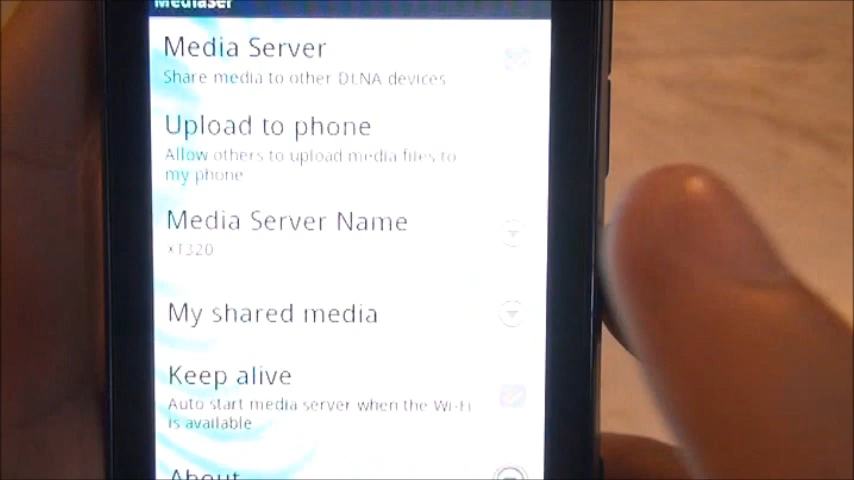 MediaSer
Media Server
Share media to other DLNA devices
Upload to phone
Allow others to upload media files to
my phone
Media Server Name
XT320
My shared media
Keep alive
Auto start media server when the Wi-Fi
is available
About